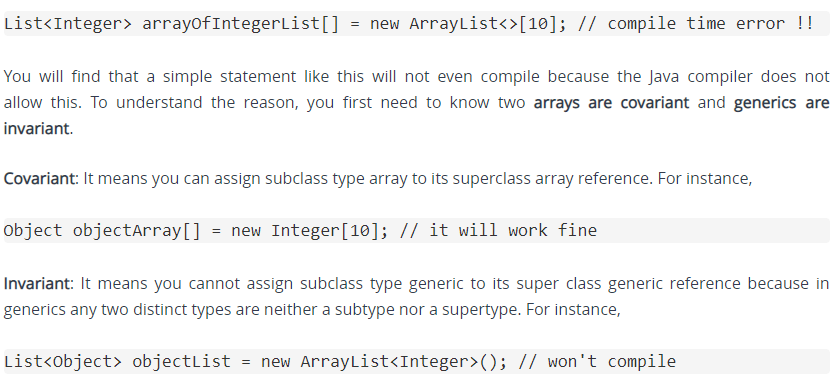 List<Integer> arrayOfIntegerList[] = new ArrayList<>[10]; // compile time error !!
You will find that a simple statement like this will not even compile because the Java compiler does not
allow this. To understand the reason, you first need to know two arrays are covariant and generics are
invariant.
Covariant: It means you can assign subclass type array to its superclass array reference. For instance,
Object objectArray[] = new Integer[10]; // it will work fine
Invariant: It means you cannot assign subclass type generic to its super class generic reference because in
generics any two distinct types are neither a subtype nor a supertype. For instance,
List<Object> objectList = new ArrayList<Integer>(); // won't compile